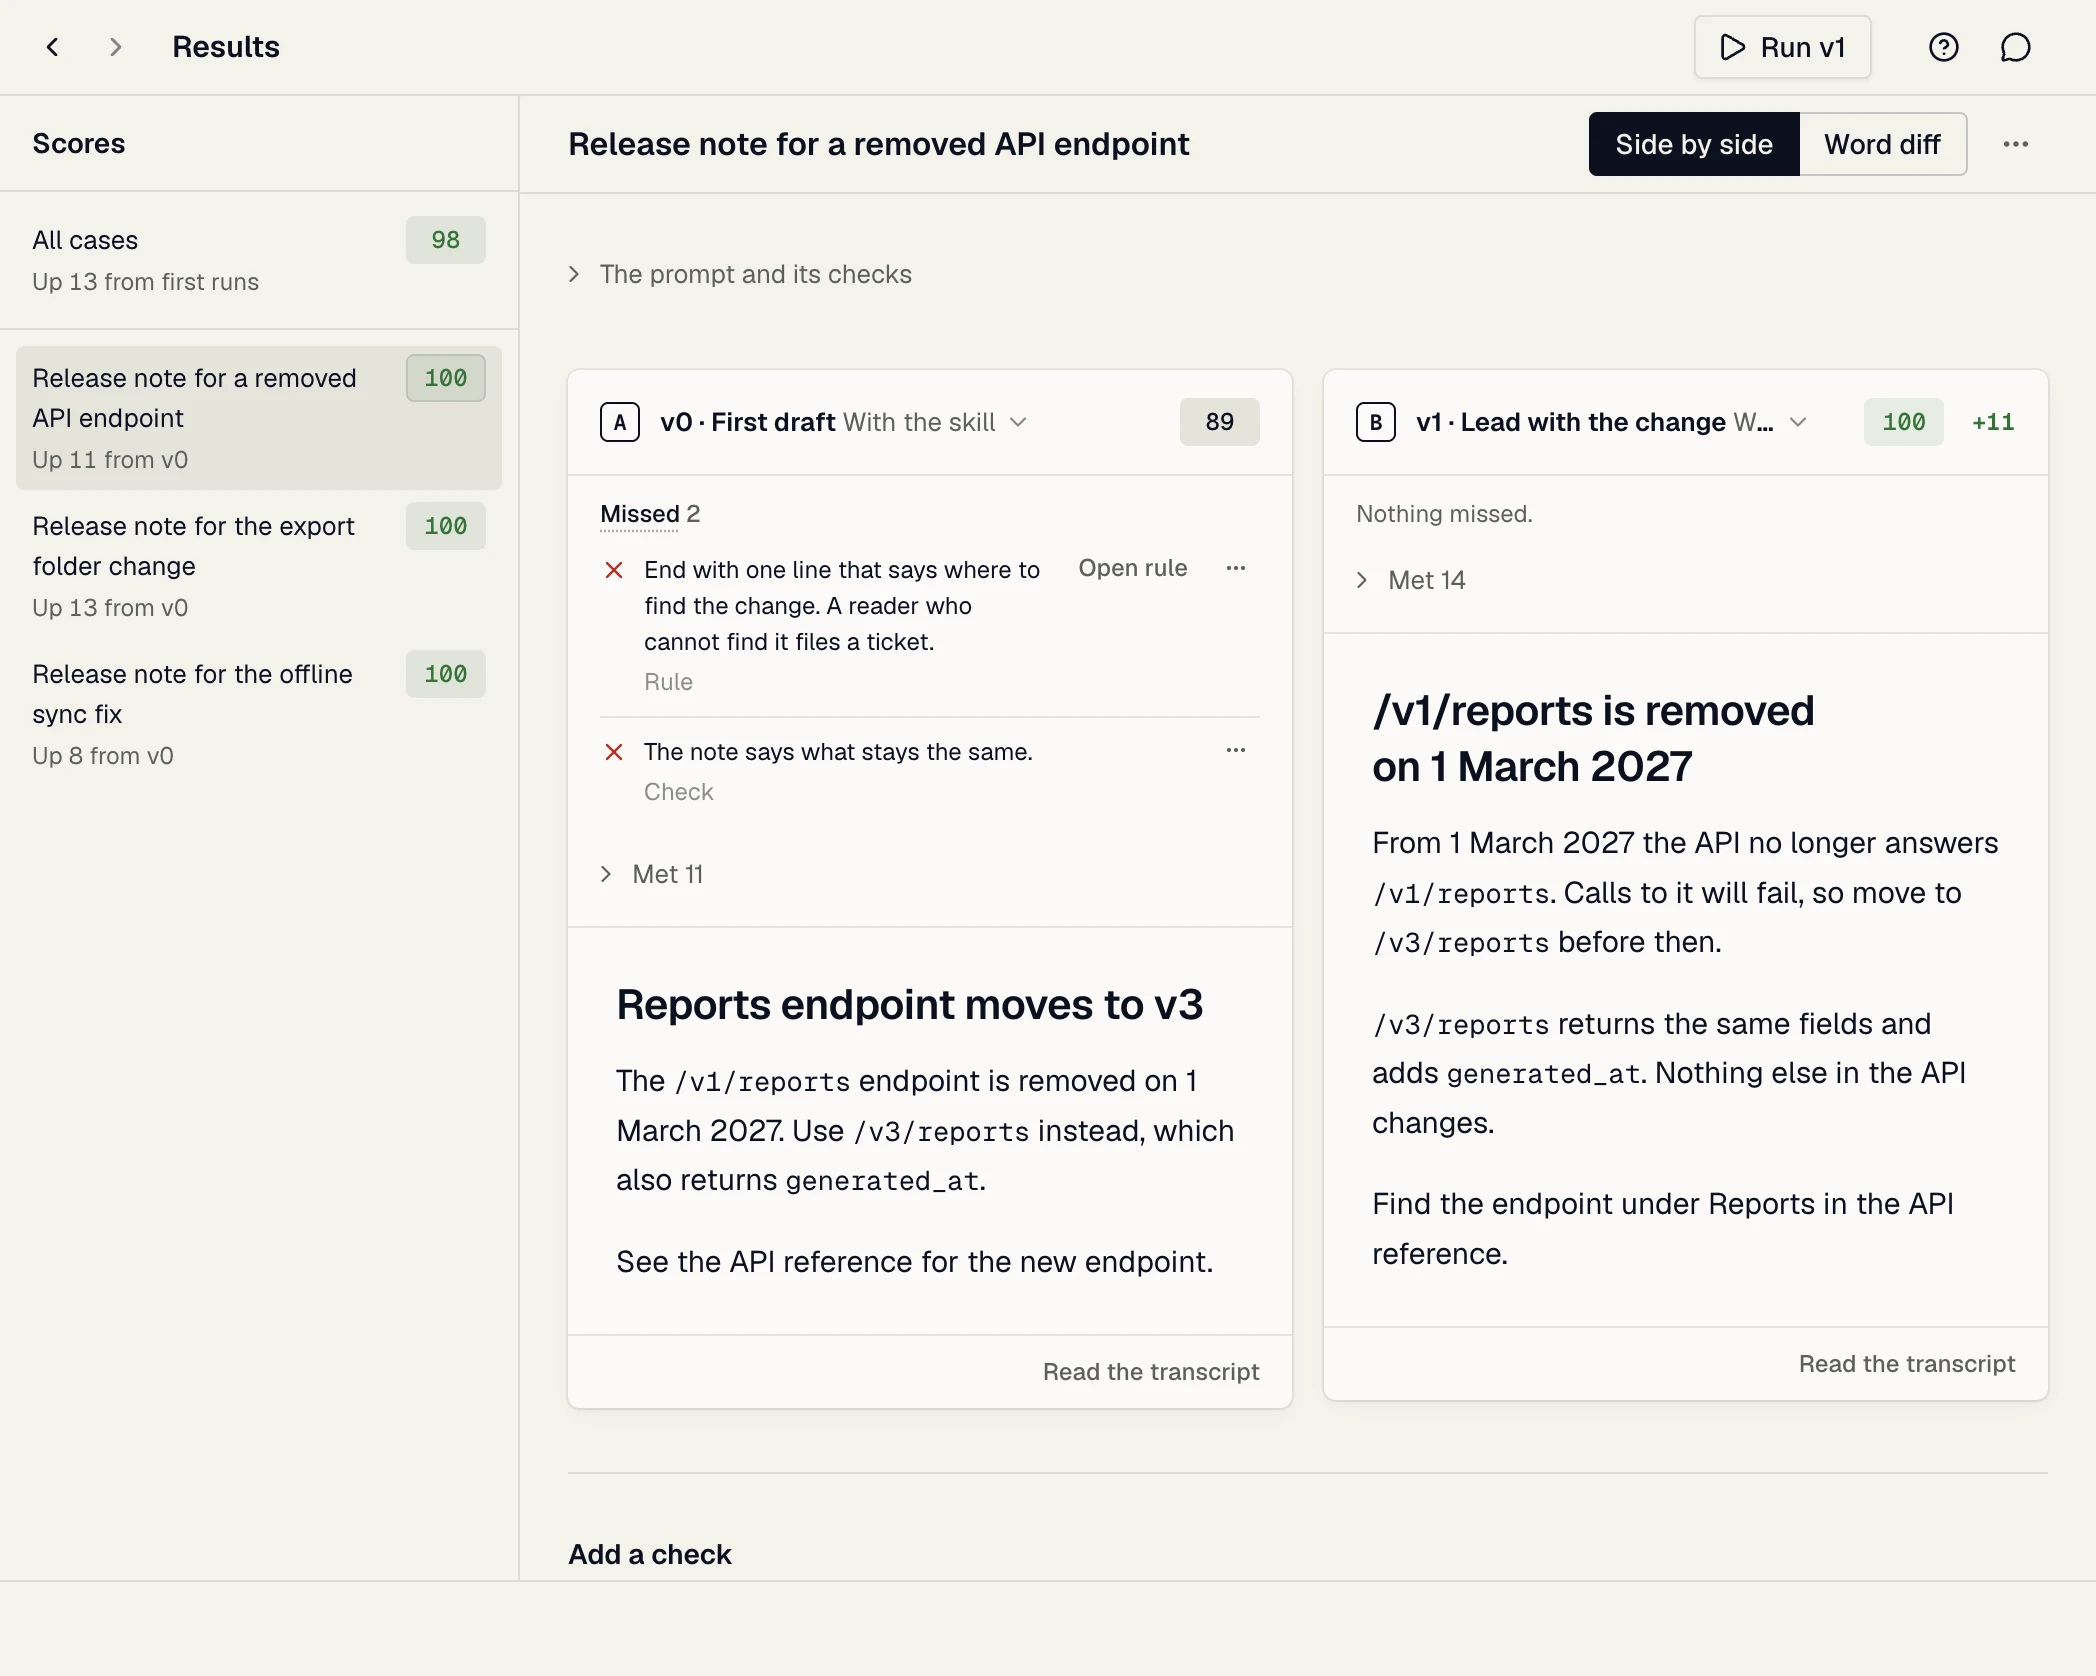 Results
Run v1
Scores
All cases
98
Up 13 from first runs
Release note for a removed
API endpoint
100
Up 11 from v0
Release note for the export
folder change
100
Up 13 from v0
Release note for the offline
sync fix
100
Up 8 from v0
Release note for a removed API endpoint
Side by side
Word diff
The prompt and its checks
A
v0 · First draft With the skill
89
Missed 2
End with one line that says where to
find the change. A reader who
cannot find it files a ticket.
Open rule
Rule
The note says what stays the same.
Check
Met 11
Reports endpoint moves to v3
The /v1/reports endpoint is removed on 1
March 2027. Use /v3/reports instead, which
also returns generated_at.
See the API reference for the new endpoint.
Read the transcript
B
v1 · Lead with the change W...
100
+11
Nothing missed.
Met 14
/v1/reports is removed
on 1 March 2027
From 1 March 2027 the API no longer answers
/v1/reports. Calls to it will fail, so move to
/v3/reports before then.
/v3/reports returns the same fields and
adds generated_at. Nothing else in the API
changes.
Find the endpoint under Reports in the API
reference.
Read the transcript
Add a check